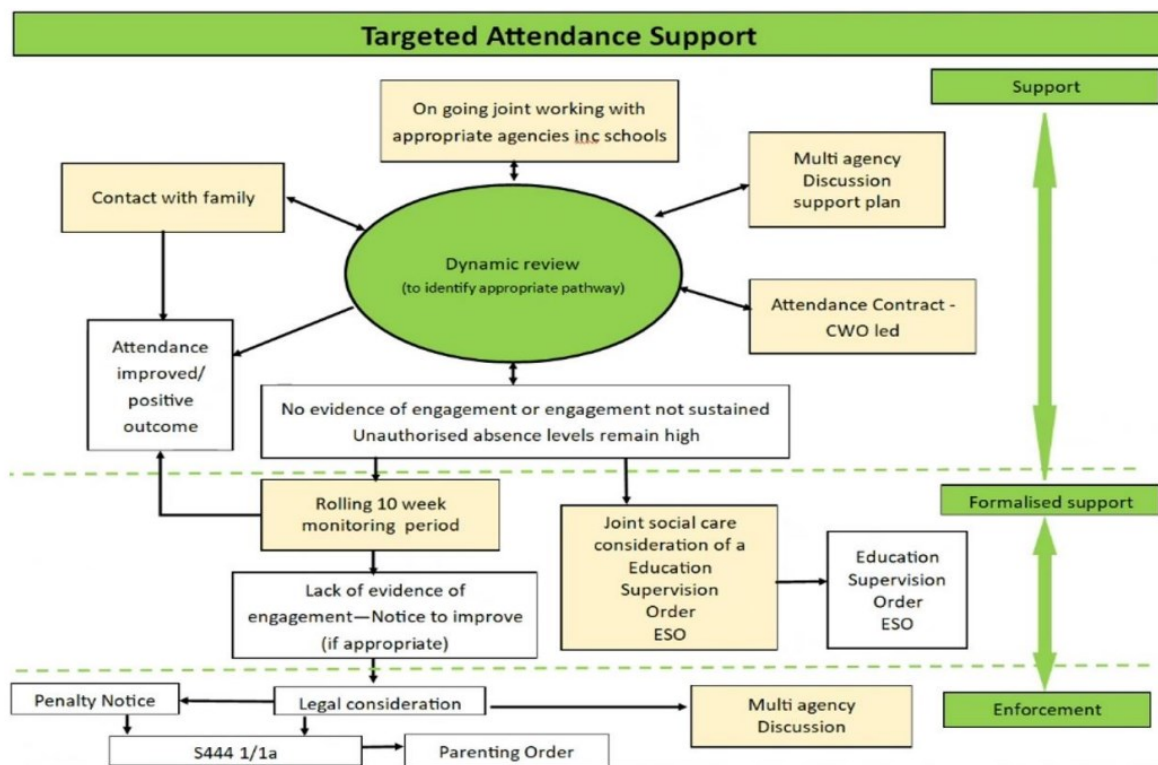 Targeted Attendance Support
Support
On going joint working with
appropriate agencies inc schools
Multi agency
Discussion
support plan
Contact with family
Dynamic review
(to identify appropriate pathway)
Attendance Contract -
CWO led
Attendance
improved/
positive
outcome
No evidence of engagement or engagement not sustained
Unauthorised absence levels remain high
Rolling 10 week
monitoring period
Formalised support
Joint social care
consideration of a
Education
Supervision
Order
ESO
Education
Supervision
Order
ESO
Lack of evidence of
engagement—Notice to improve
(if appropriate)
Penalty Notice
Legal consideration
Multi agency
Discussion
Enforcement
S444 1/1a
Parenting Order